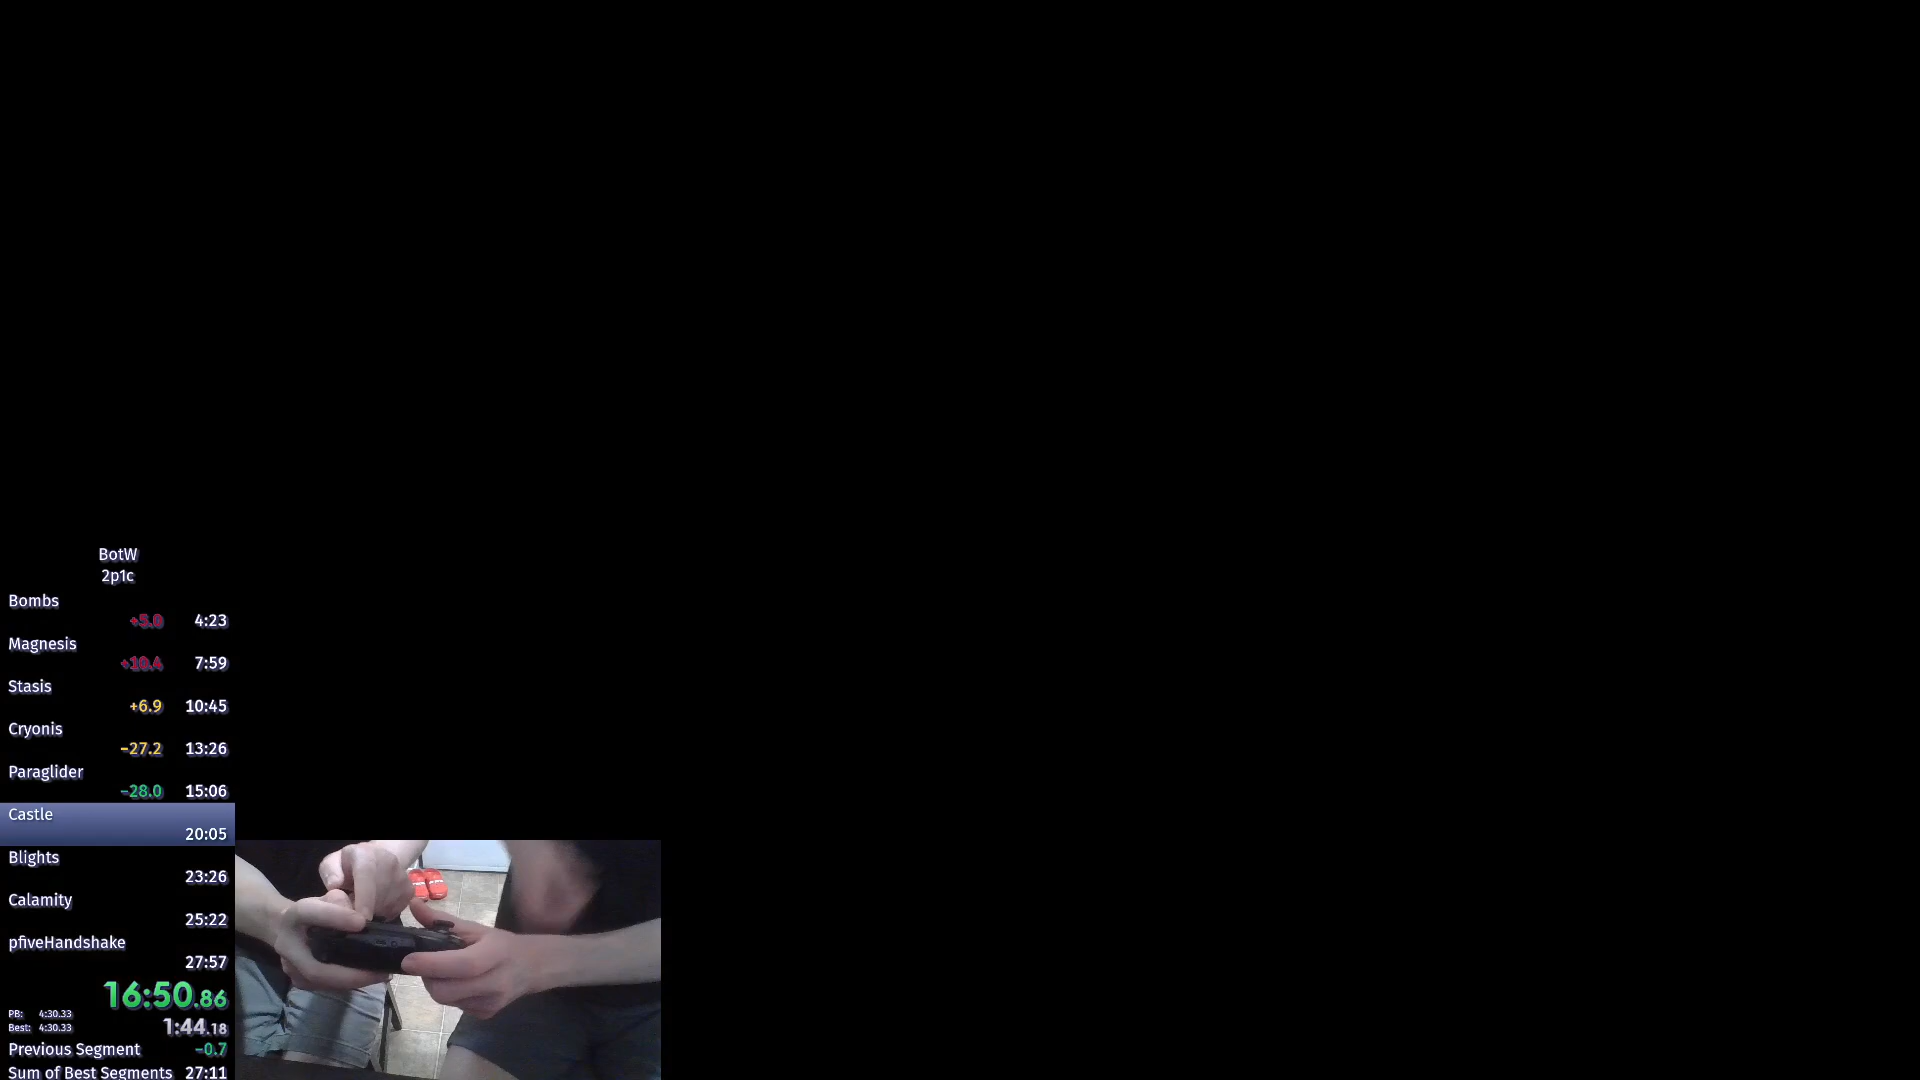 BotW
2p1c
Bombs
+5.0 4:23
Magnesis
+10.4 7:59
Stasis
+6.9 10:45
Cryonis
-27.2 13:26
Paraglider
-28.0 15:06
Castle
20:05
Blights
23:26
Calamity
25:22
pfiveHandshake
27:57
16:50.86
PB: 4:30.33
Best: 4:30.33
1:44.18
Previous Segment -0.7
Sum of Best Segments 27:11